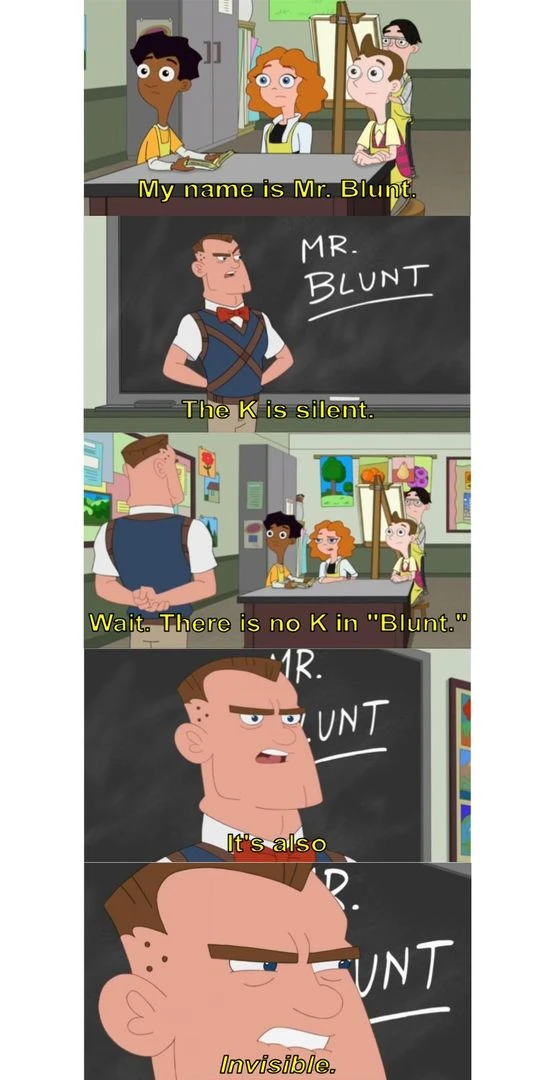 My name is Mr. Blunt.
MR.
BLUNT
The K is silent.
Wait. There is no K in "Blunt."
MR.
UNT
It's also
R.
UNT
Invisible.